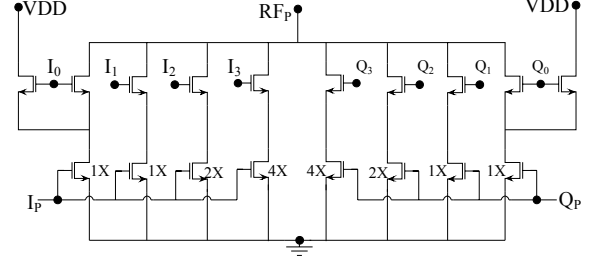 VDD RF_P VDD
I_0 I_1 I_2 I_3 Q_3 Q_2 Q_1 Q_0
1X 1X 2X 4X 4X 2X 1X 1X
I_P Q_P